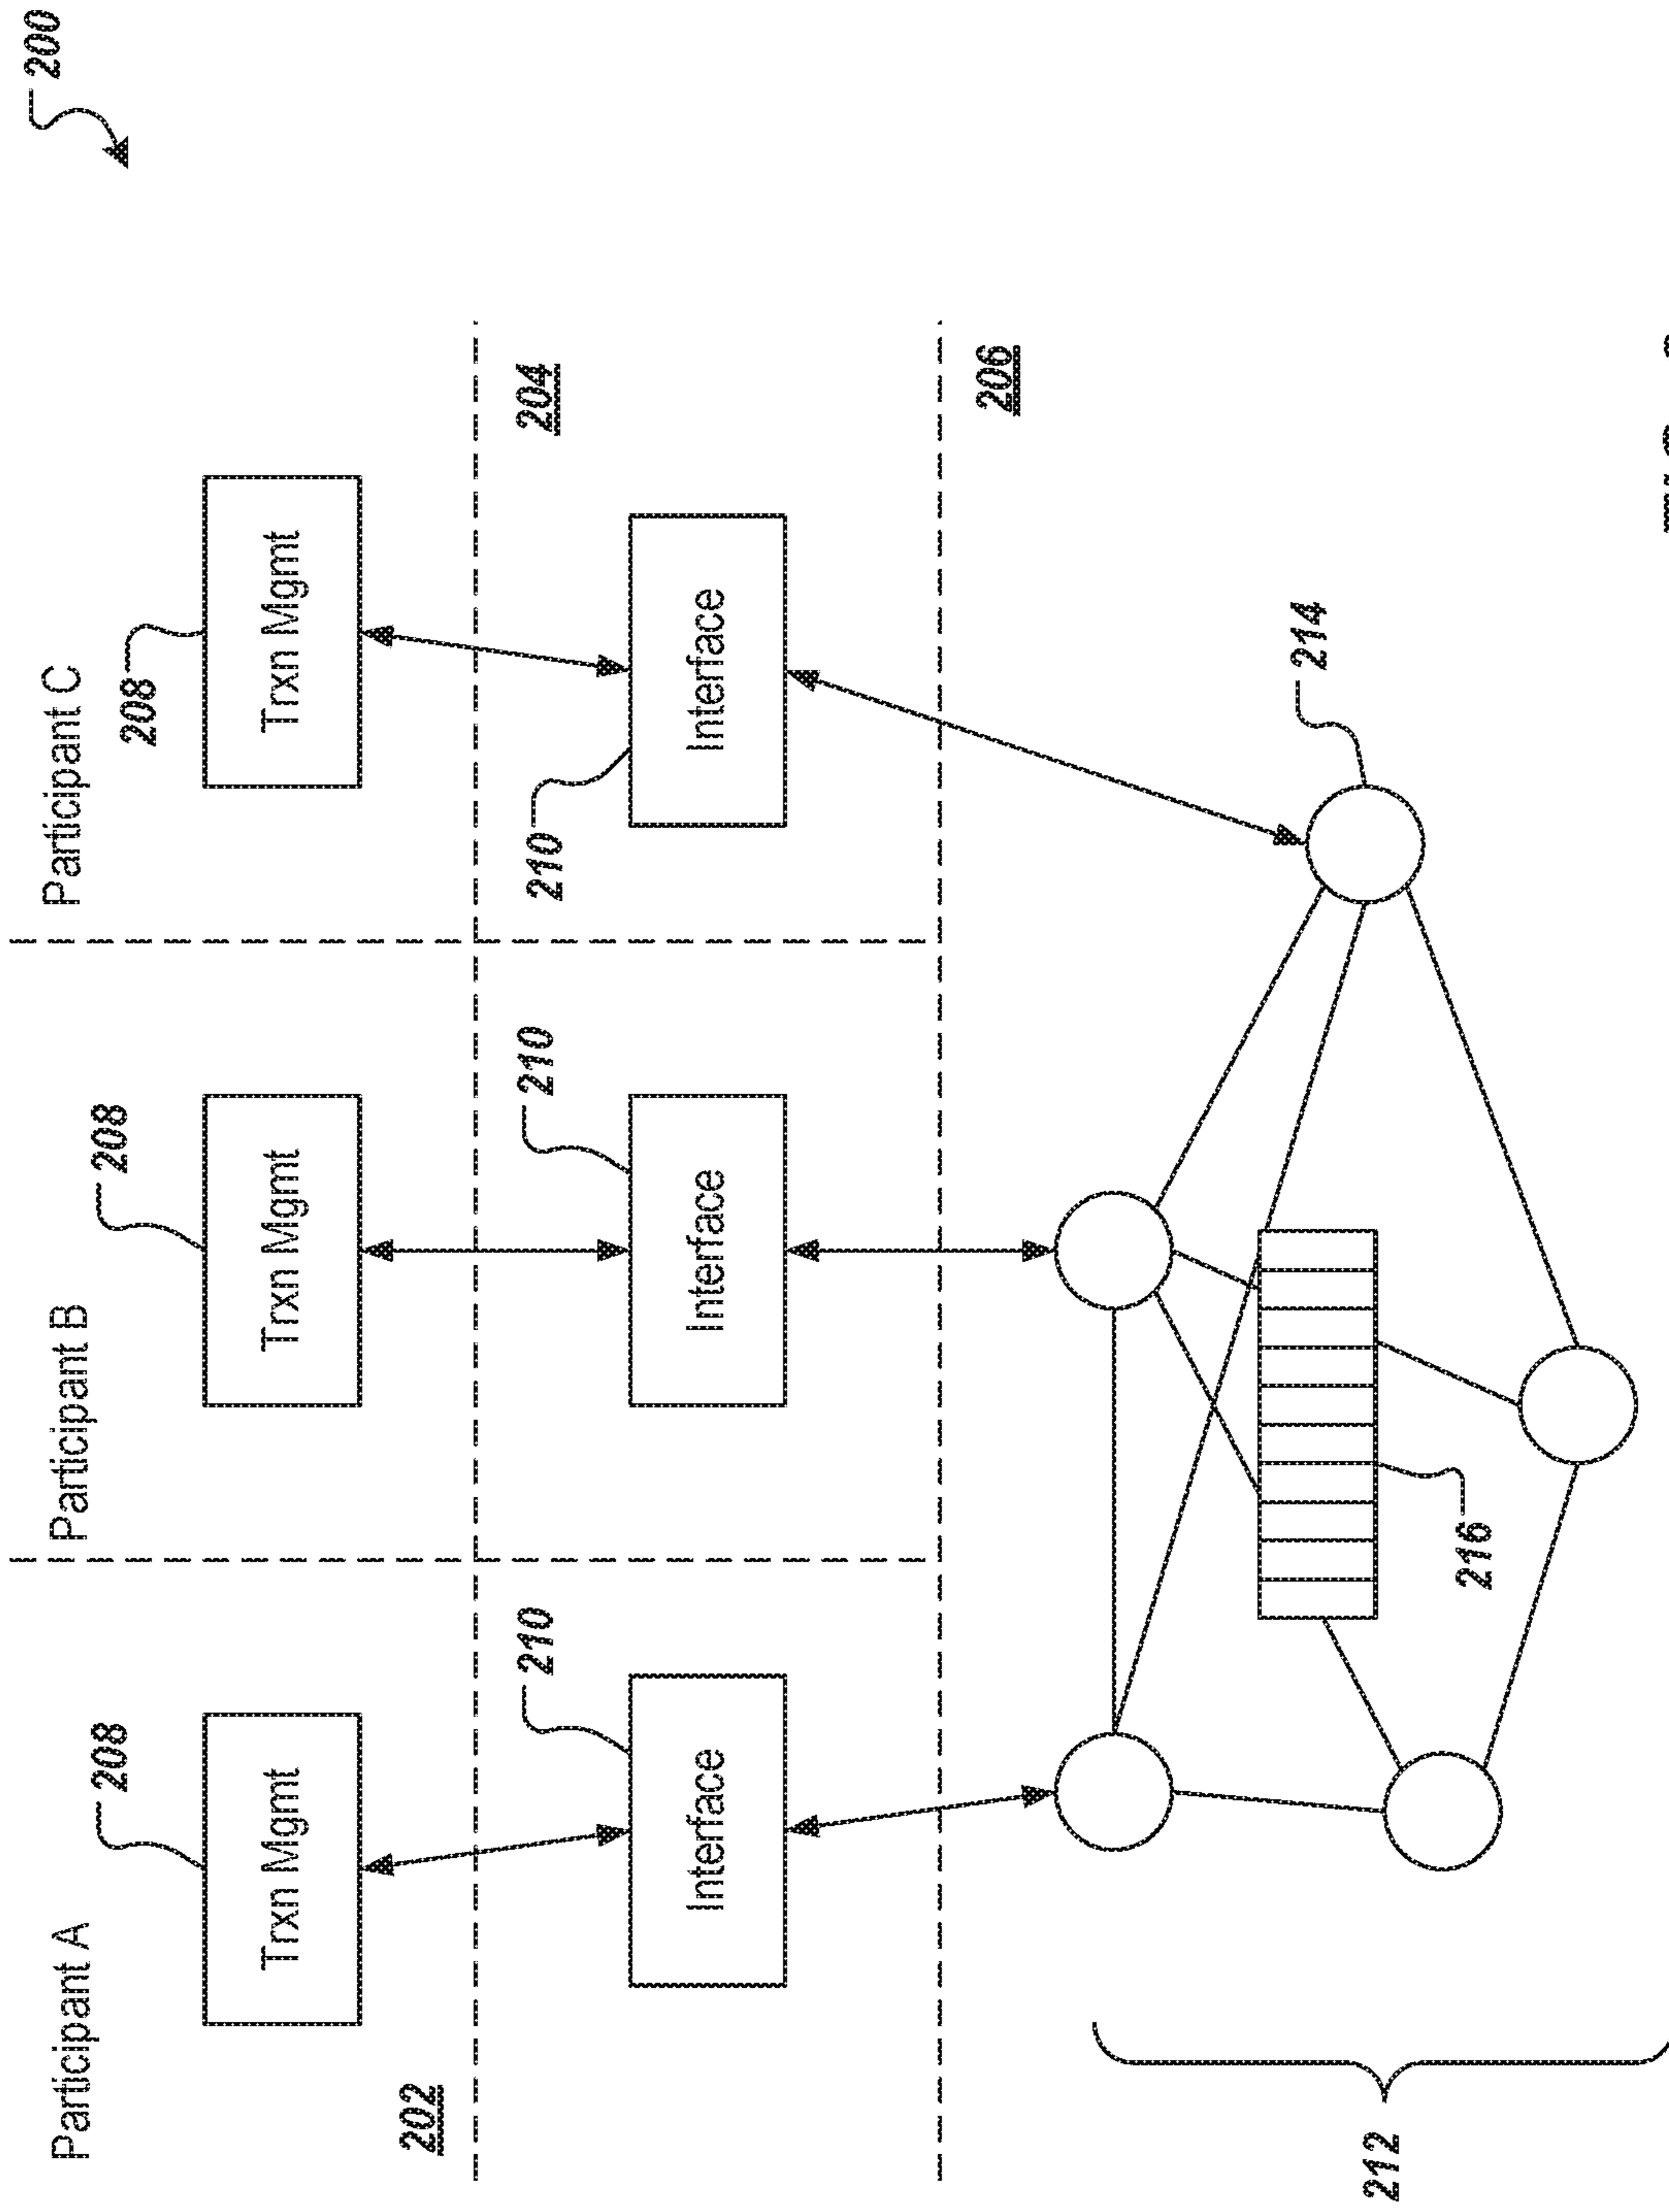 200
Participant A
Participant B
Participant C
208
208
208
Trxn Mgmt
Trxn Mgmt
Trxn Mgmt
202
204
210
210
210
Interface
Interface
Interface
206
212
214
216